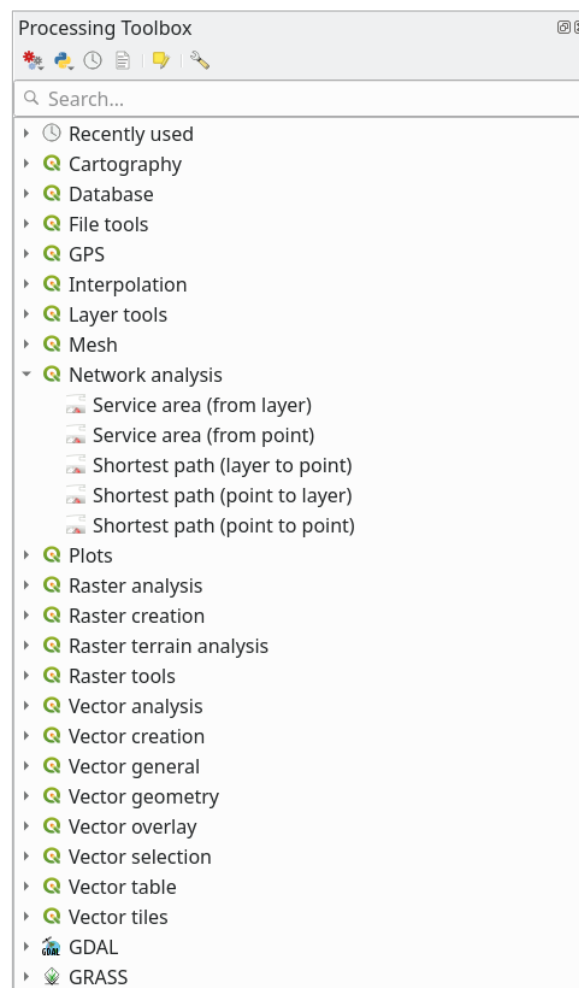 Processing Toolbox
Search...
Recently used
Cartography
Database
File tools
GPS
Interpolation
Layer tools
Mesh
Network analysis
Service area (from layer)
Service area (from point)
Shortest path (layer to point)
Shortest path (point to layer)
Shortest path (point to point)
Plots
Raster analysis
Raster creation
Raster terrain analysis
Raster tools
Vector analysis
Vector creation
Vector general
Vector geometry
Vector overlay
Vector selection
Vector table
Vector tiles
GDAL GDAL
GRASS